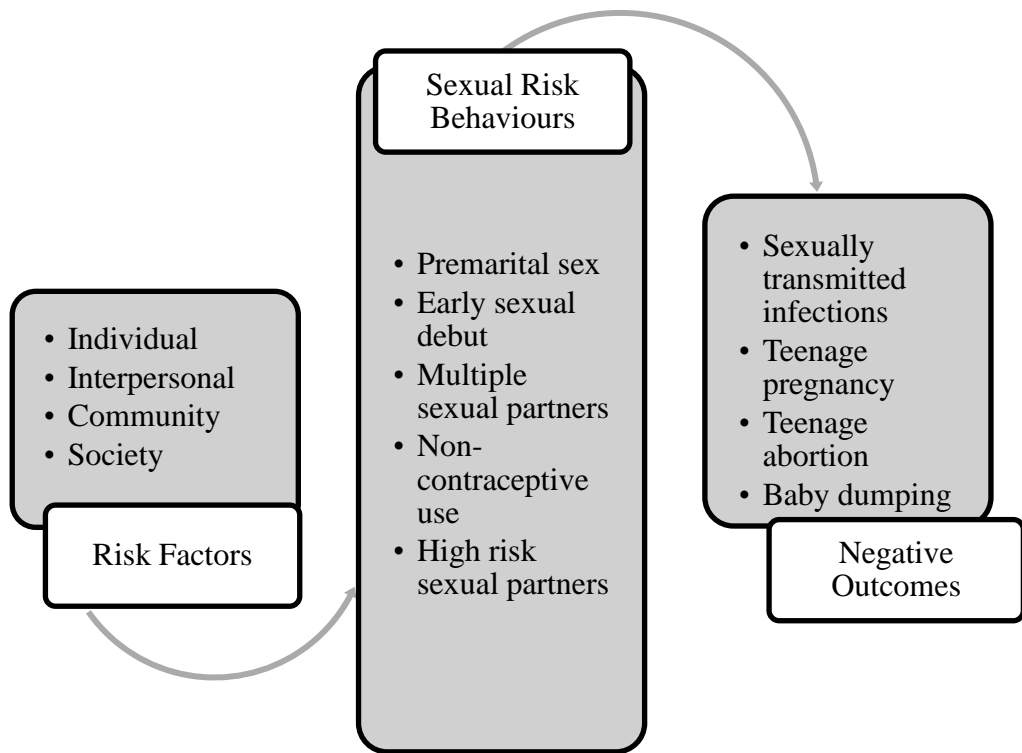 • Individual
• Interpersonal
• Community
• Society
Risk Factors
Sexual Risk
Behaviours
• Premarital sex
• Early sexual
debut
• Multiple
sexual partners
• Non-
contraceptive
use
• High risk
sexual partners
• Sexually
transmitted
infections
• Teenage
pregnancy
• Teenage
abortion
• Baby dumping
Negative
Outcomes